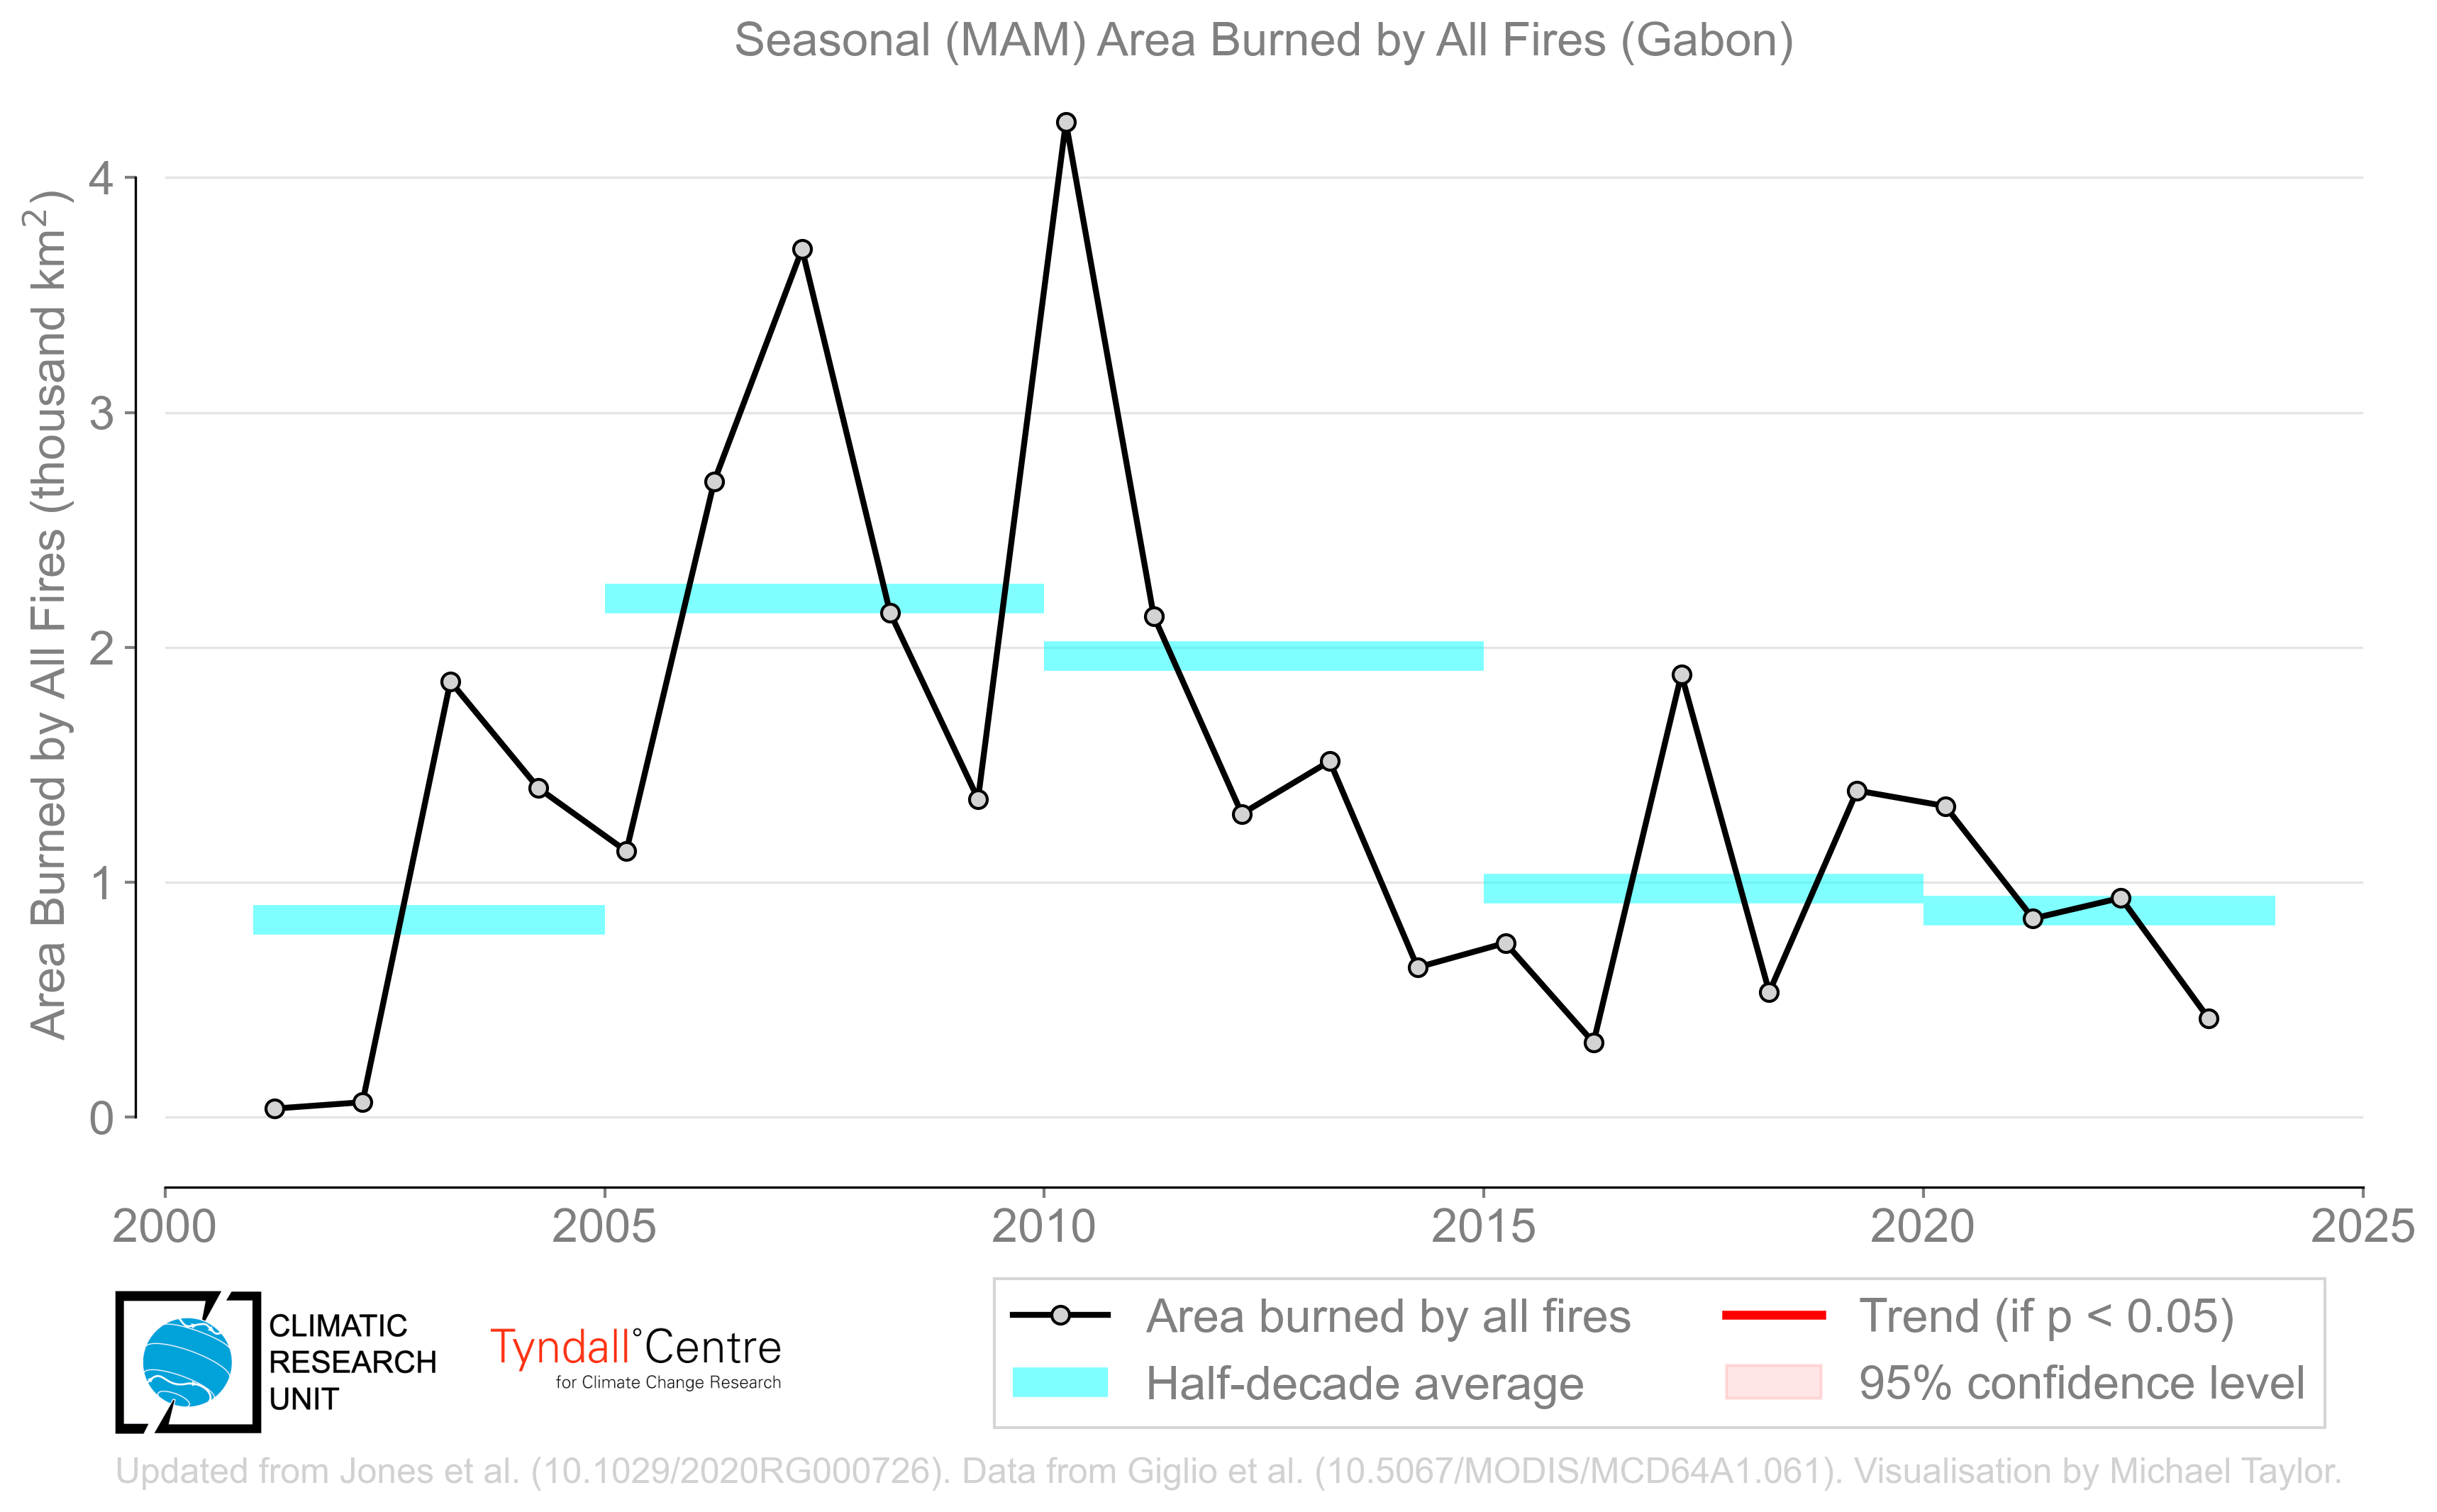 Seasonal (MAM) Area Burned by All Fires (Gabon)
Area Burned by All Fires (thousand km²)
4
3
2
1
0
2000 2005 2010 2015 2020 2025
CLIMATIC
RESEARCH
UNIT
Tyndall°Centre
for Climate Change Research
Area burned by all fires
Half-decade average
Trend (if p < 0.05)
95% confidence level
Updated from Jones et al. (10.1029/2020RG000726). Data from Giglio et al. (10.5067/MODIS/MCD64A1.061). Visualisation by Michael Taylor.